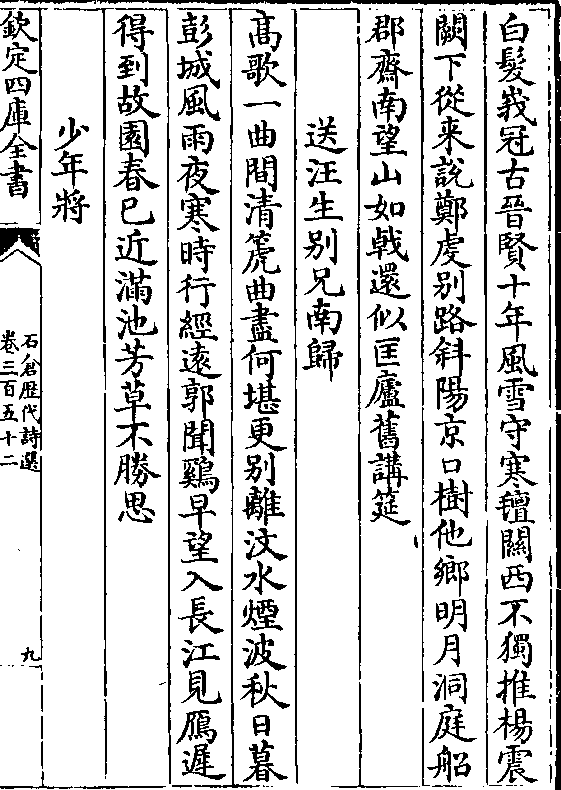 白髮峩冠古晉賢十年風雪守寒氊關西不獨推楊震
闕下從来說鄭虔别路斜陽京口樹他鄉明月洞庭船
郡齋南望山如㦸還似匡廬舊講筵
送汪生别兄南歸
髙歌一曲間清箎曲盡何堪更别離汶水煙波秋日暮
彭城風雨夜寒時行經遠郭聞鷄早望入長江見鴈遲
得到故園春已近滿池芳草不勝思
少年將
欽定四庫全書
石倉歴代詩選
卷三百五十二
九